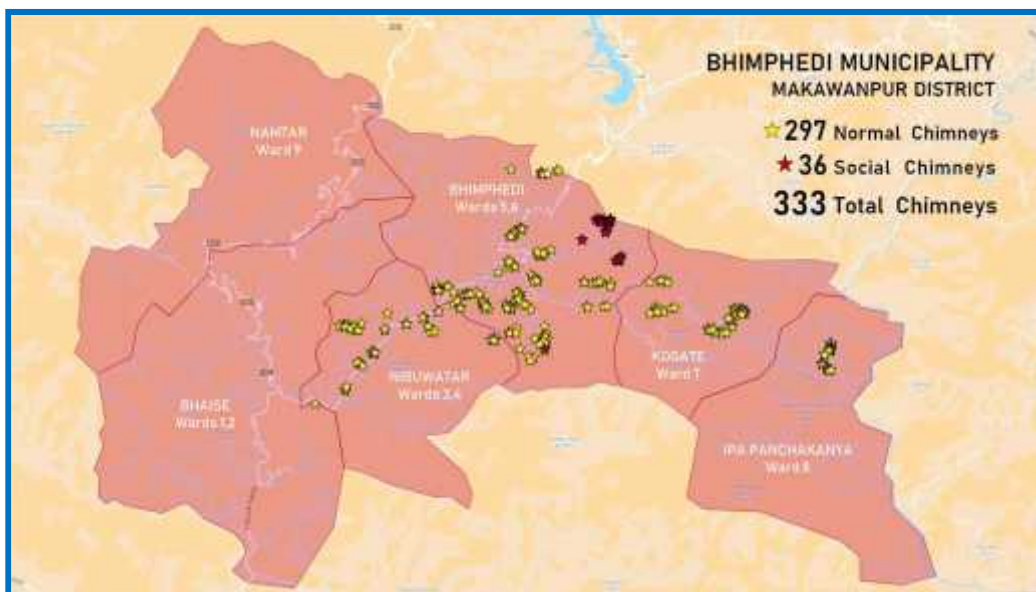 BHIMPHEDI MUNICIPALITY
MAKAWANPUR DISTRICT
297 Normal Chimneys
36 Social Chimneys
333 Total Chimneys
NAMTAR
Ward 9
BHIMPHEDI
Wards 5,6
KOGATE
Ward 7
NIBUWATAR
Wards 3,4
BHAISE
Wards 1,2
IPA PANCHAKANYA
Ward 8